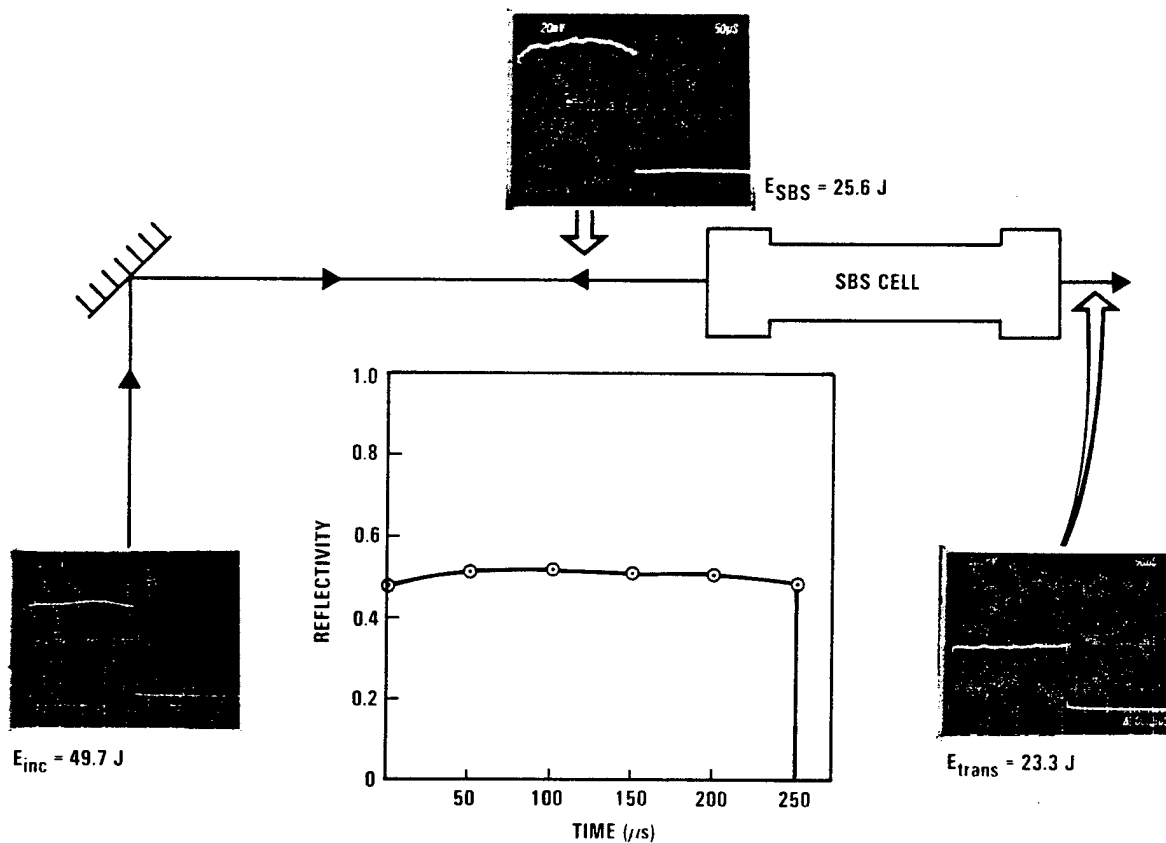 20mV 50µS
E_SBS = 25.6 J
SBS CELL
REFLECTIVITY
1.0
0.8
0.6
0.4
0.2
0
50 100 150 200 250
TIME (µs)
E_inc = 49.7 J
E_trans = 23.3 J